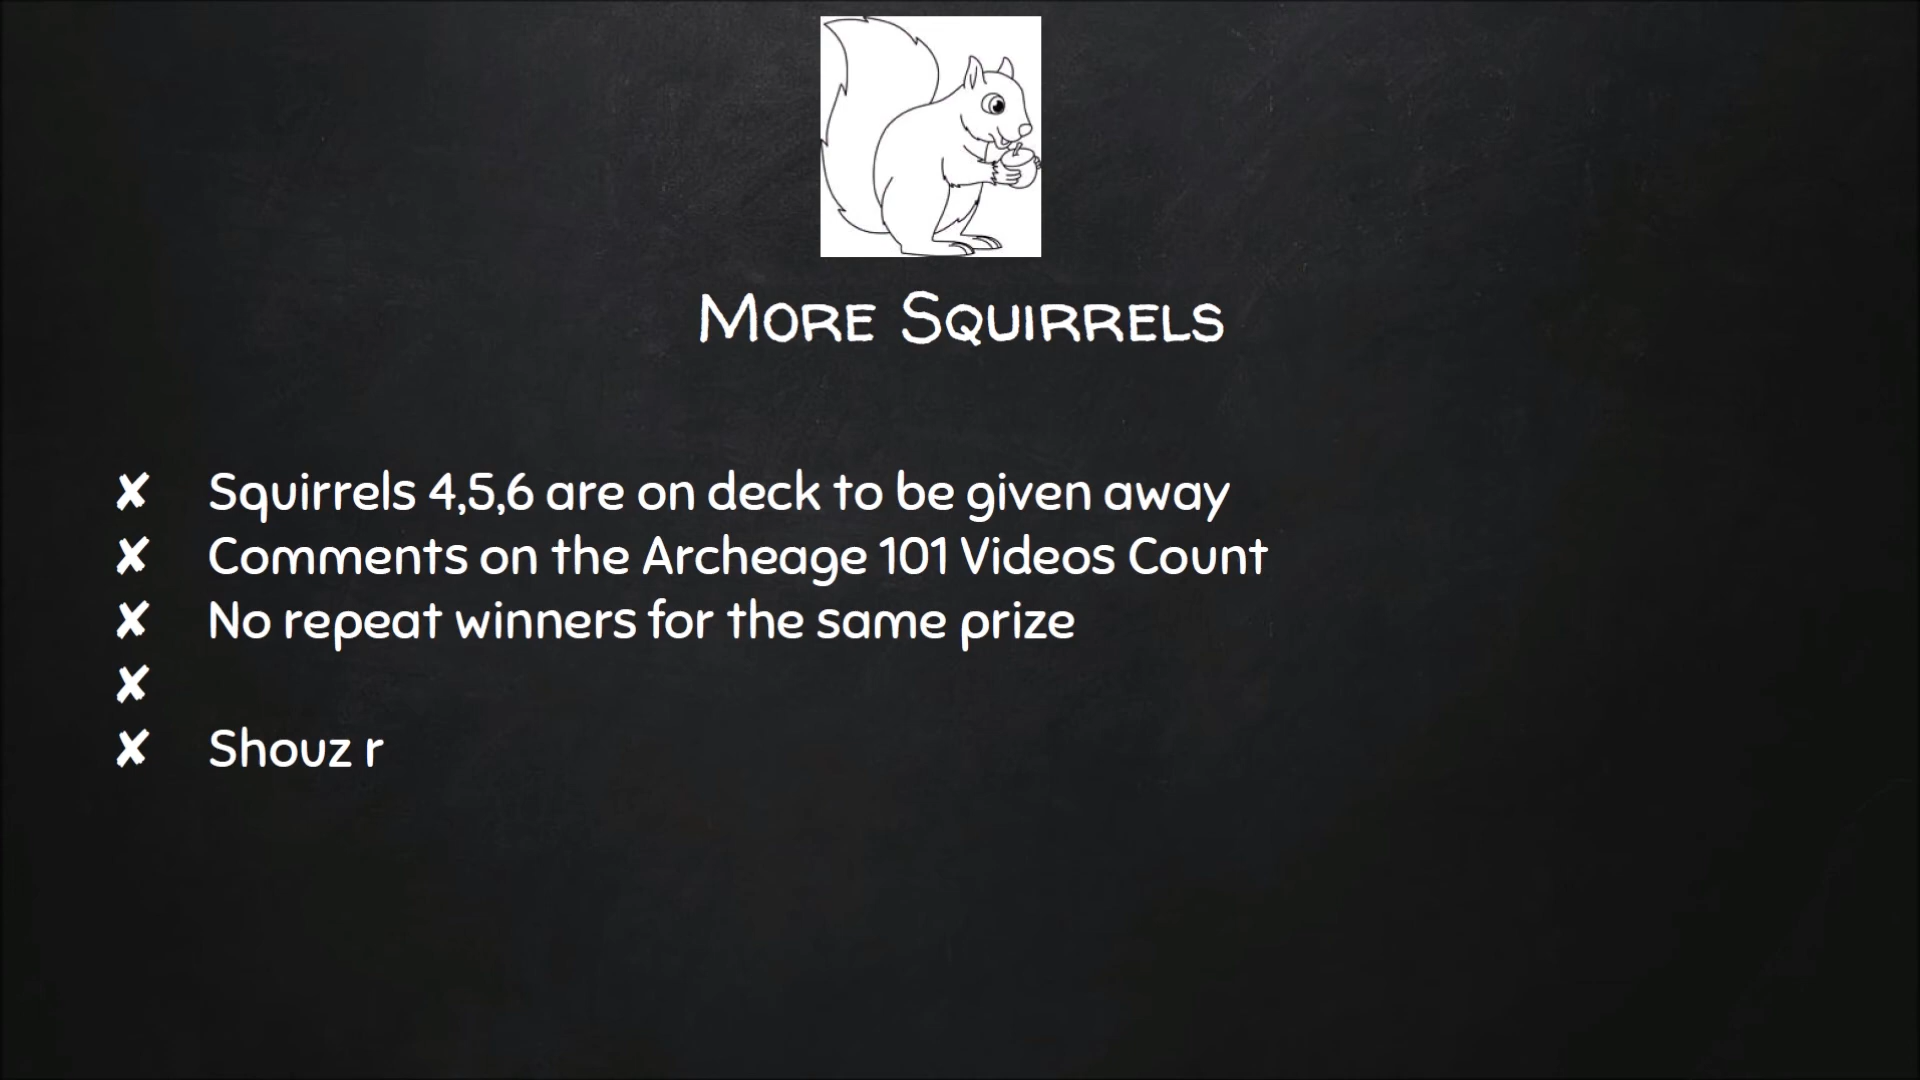 More Squirrels
✘ Squirrels 4,5,6 are on deck to be given away
✘ Comments on the Archeage 101 Videos Count
✘ No repeat winners for the same prize
✘
✘ Shouz r